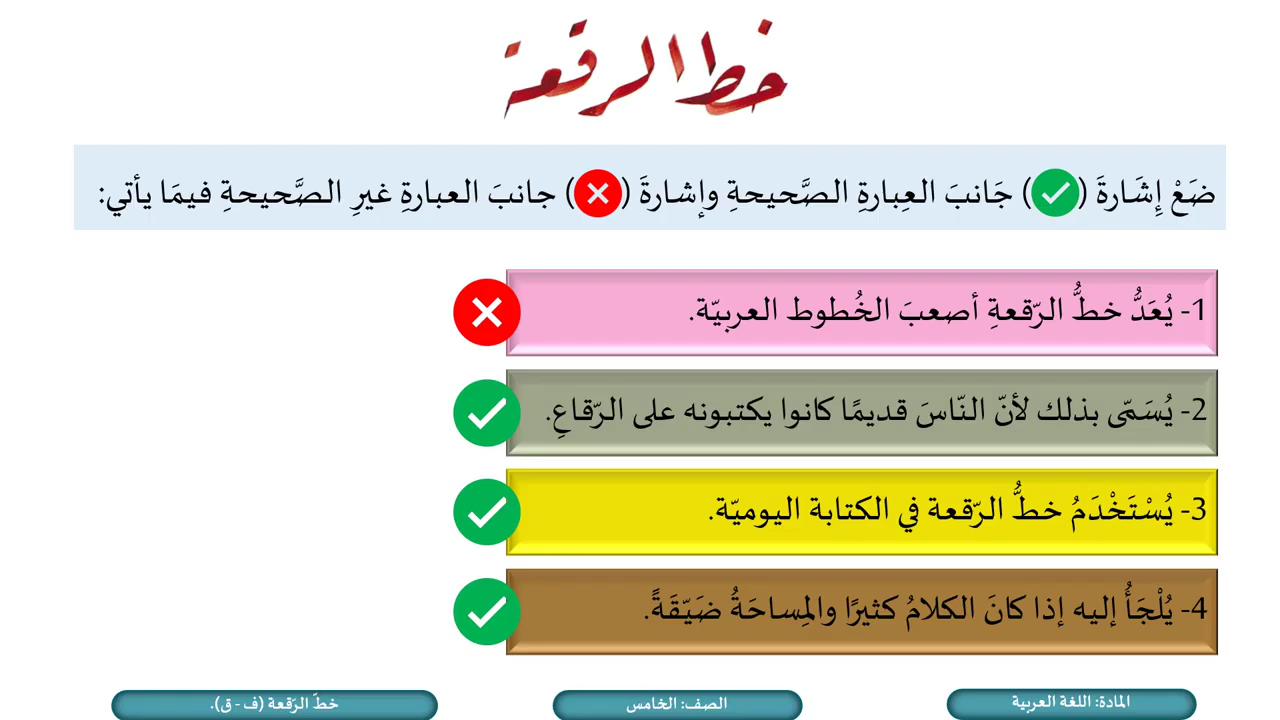 خط الرقعة
ضَعْ إِشَارةَ (✓) جَانبَ العِبارةِ الصَّحيحةِ وإشارةَ (✗) جانبَ العبارةِ غيرِ الصَّحيحةِ فيمَا يأتي:
1- يُعَدُّ خطُّ الرّقعةِ أصعبَ الخُطوط العربيّة.
2- يُسَمّى بذلك لأنّ النّاسَ قديمًا كانوا يكتبونه على الرّقاعِ.
3- يُسْتَخْدَمُ خطُّ الرّقعة في الكتابة اليوميّة.
4- يُلْجَأُ إليه إذا كانَ الكلامُ كثيرًا والمِساحَةُ ضَيّقَةً.
المادة: اللغة العربية
الصف: الخامس
خطّ الرّقعة (ف - ق).